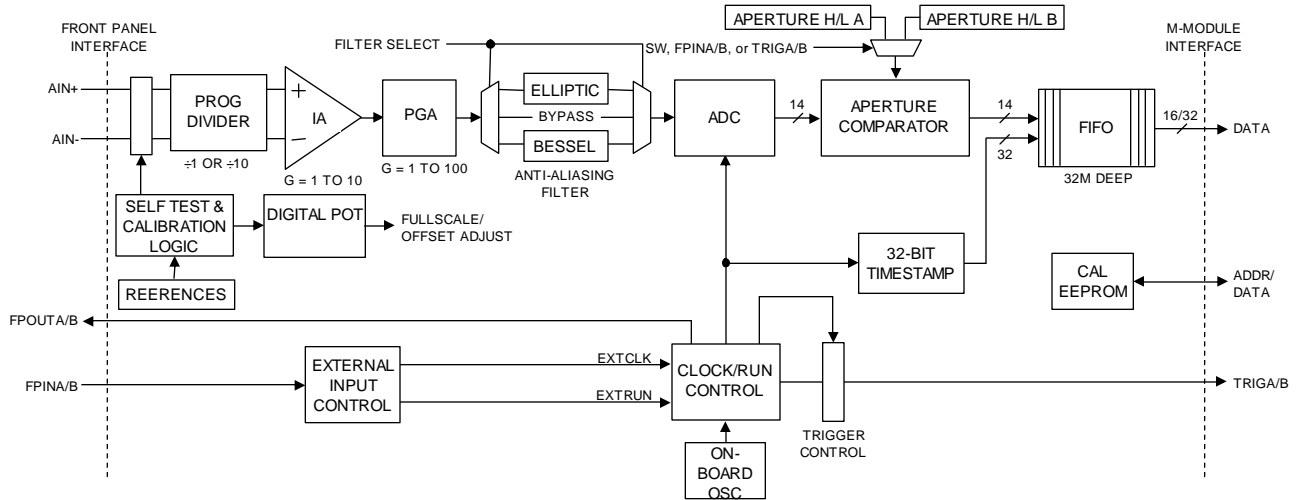 APERTURE H/L A
APERTURE H/L B
FRONT PANEL
INTERFACE
M-MODULE
INTERFACE
FILTER SELECT
SW, FPINA/B, or TRIGA/B
AIN+
AIN-
PROG
DIVIDER
÷1 OR ÷10
+
−
IA
G = 1 TO 10
PGA
G = 1 TO 100
ELLIPTIC
BYPASS
BESSEL
ANTI-ALIASING
FILTER
ADC
14
APERTURE
COMPARATOR
14
32
FIFO
32M DEEP
16/32
DATA
SELF TEST &
CALIBRATION
LOGIC
DIGITAL POT
FULLSCALE/
OFFSET ADJUST
REERENCES
32-BIT
TIMESTAMP
CAL
EEPROM
ADDR/
DATA
FPOUTA/B
FPINA/B
EXTERNAL
INPUT
CONTROL
EXTCLK
EXTRUN
CLOCK/RUN
CONTROL
TRIGA/B
TRIGGER
CONTROL
ON-
BOARD
OSC